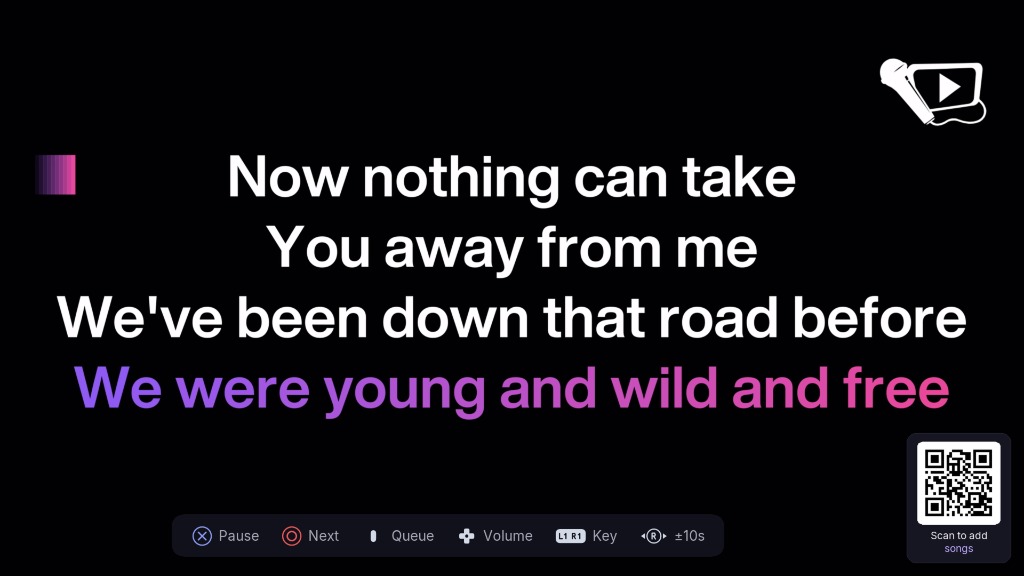 Now nothing can take
You away from me
We've been down that road before
We were young and wild and free
Pause
Next
Queue
Volume
L1 R1 Key
R ±10s
Scan to add
songs